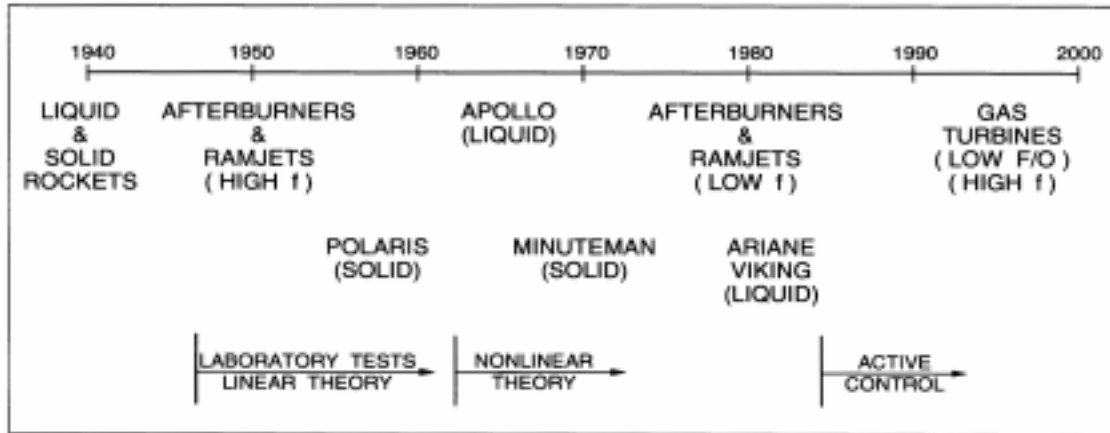 1940 1950 1960 1970 1980 1990 2000
LIQUID
&
SOLID
ROCKETS
AFTERBURNERS
&
RAMJETS
( HIGH f )
APOLLO
(LIQUID)
AFTERBURNERS
&
RAMJETS
( LOW f )
GAS
TURBINES
( LOW F/O )
( HIGH f )
POLARIS
(SOLID)
MINUTEMAN
(SOLID)
ARIANE
VIKING
(LIQUID)
LABORATORY TESTS
LINEAR THEORY
NONLINEAR
THEORY
ACTIVE
CONTROL